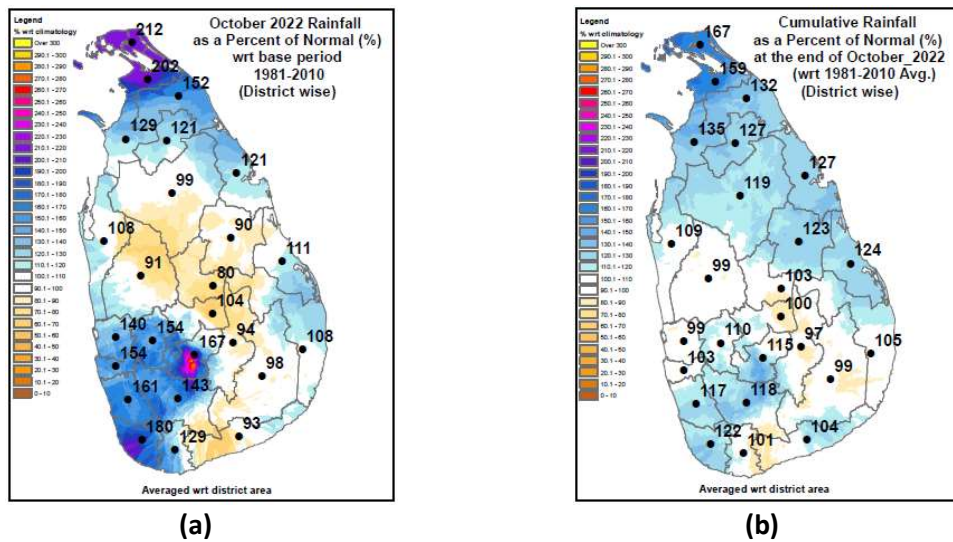 Legend
% wrt climatology
Over 300
290.1 - 300
280.1 - 290
270.1 - 280
260.1 - 270
250.1 - 260
240.1 - 250
230.1 - 240
220.1 - 230
210.1 - 220
200.1 - 210
190.1 - 200
180.1 - 190
170.1 - 180
160.1 - 170
150.1 - 160
140.1 - 150
130.1 - 140
120.1 - 130
110.1 - 120
100.1 - 110
90.1 - 100
80.1 - 90
70.1 - 80
60.1 - 70
50.1 - 60
40.1 - 50
30.1 - 40
20.1 - 30
10.1 - 20
0 - 10
October 2022 Rainfall
as a Percent of Normal (%)
wrt base period
1981-2010
(District wise)
212
202
152
129 121
121
99
108
90
111
91
80
104
140 154
94
108
154
167
98
161
143
180
129
93
Averaged wrt district area
(a)
Legend
% wrt climatology
Over 300
290.1 - 300
280.1 - 290
270.1 - 280
260.1 - 270
250.1 - 260
240.1 - 250
230.1 - 240
220.1 - 230
210.1 - 220
200.1 - 210
190.1 - 200
180.1 - 190
170.1 - 180
160.1 - 170
150.1 - 160
140.1 - 150
130.1 - 140
120.1 - 130
110.1 - 120
100.1 - 110
90.1 - 100
80.1 - 90
70.1 - 80
60.1 - 70
50.1 - 60
40.1 - 50
30.1 - 40
20.1 - 30
10.1 - 20
0 - 10
Cumulative Rainfall
as a Percent of Normal (%)
at the end of October_2022
(wrt 1981-2010 Avg.)
(District wise)
167
159
132
135 127
127
119
109
123
124
99
103
100
99 110
97
105
103
115
99
117
118
122
101
104
Averaged wrt district area
(b)